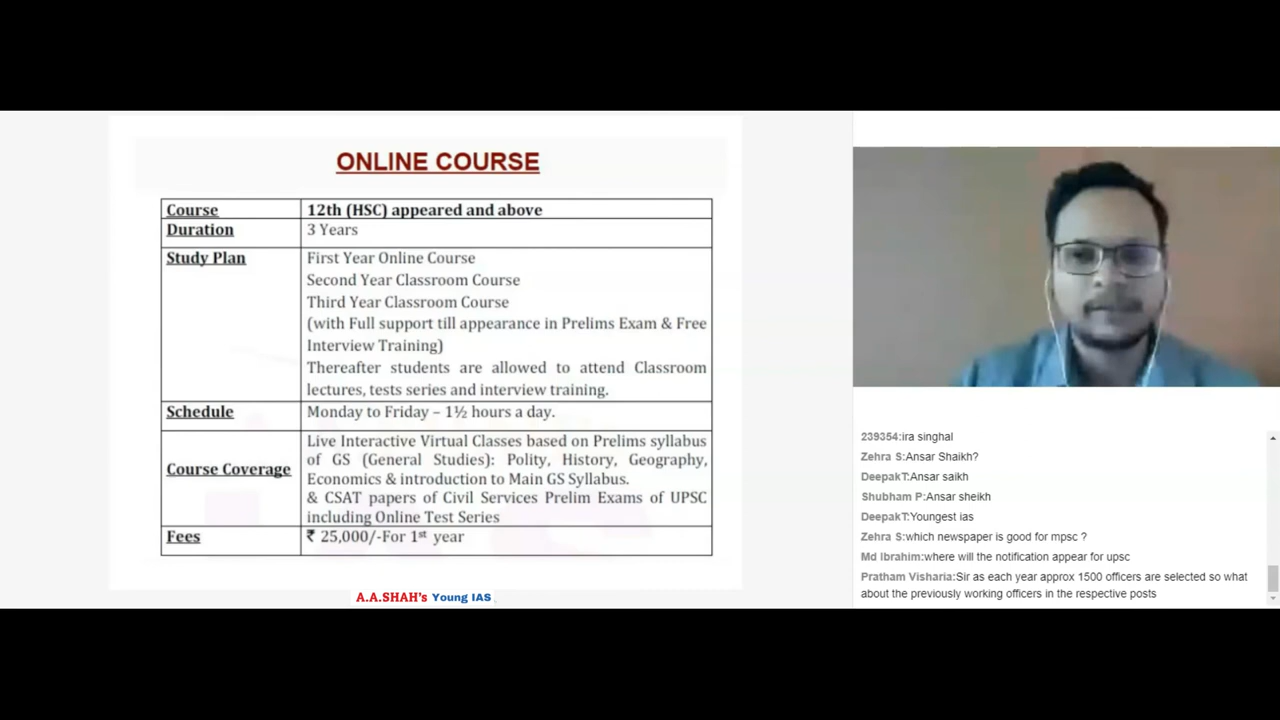 ONLINE COURSE
Course 12th (HSC) appeared and above
Duration 3 Years
Study Plan First Year Online Course
Second Year Classroom Course
Third Year Classroom Course
(with Full support till appearance in Prelims Exam & Free
Interview Training)
Thereafter students are allowed to attend Classroom
lectures, tests series and interview training.
Schedule Monday to Friday – 1½ hours a day.
Course Coverage Live Interactive Virtual Classes based on Prelims syllabus
of GS (General Studies): Polity, History, Geography,
Economics & introduction to Main GS Syllabus.
& CSAT papers of Civil Services Prelim Exams of UPSC
including Online Test Series
Fees ₹ 25,000/-For 1st year
A.A.SHAH's Young IAS
239354:ira singhal
Zehra S:Ansar Shaikh?
DeepakT:Ansar saikh
Shubham P:Ansar sheikh
DeepakT:Youngest ias
Zehra S:which newspaper is good for mpsc ?
Md Ibrahim:where will the notification appear for upsc
Pratham Visharia:Sir as each year approx 1500 officers are selected so what
about the previously working officers in the respective posts